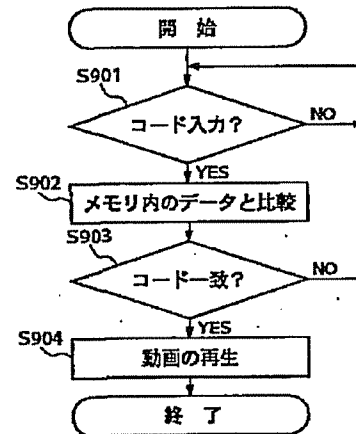 開 始
S901
コード入力?
NO
YES
S902
メモリ内のデータと比較
S903
コード一致?
NO
YES
S904
動画の再生
終 了